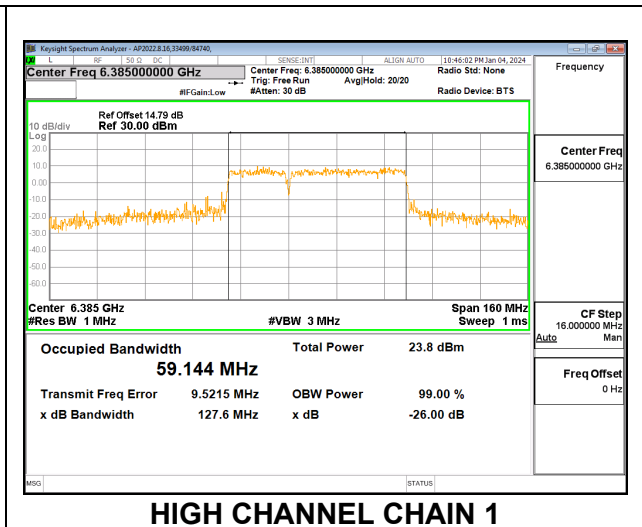 Keysight Spectrum Analyzer - AP2022.8.16,33499/84740,
L RF 50 Ω DC SENSE:INT ALIGN AUTO 10:46:02 PM Jan 04, 2024
Center Freq 6.385000000 GHz
Center Freq: 6.385000000 GHz
Radio Std: None
Trig: Free Run Avg|Hold: 20/20
#IFGain:Low #Atten: 30 dB Radio Device: BTS
Frequency
Ref Offset 14.79 dB
10 dB/div Ref 30.00 dBm
Log
20.0
10.0
0.00
-10.0
-20.0
-30.0
-40.0
-50.0
-60.0
Center Freq
6.385000000 GHz
Center 6.385 GHz Span 160 MHz
#Res BW 1 MHz #VBW 3 MHz Sweep 1 ms
CF Step
16.000000 MHz
Auto Man
Occupied Bandwidth Total Power 23.8 dBm
59.144 MHz
Transmit Freq Error 9.5215 MHz OBW Power 99.00 %
x dB Bandwidth 127.6 MHz x dB -26.00 dB
Freq Offset
0 Hz
MSG STATUS
HIGH CHANNEL CHAIN 1